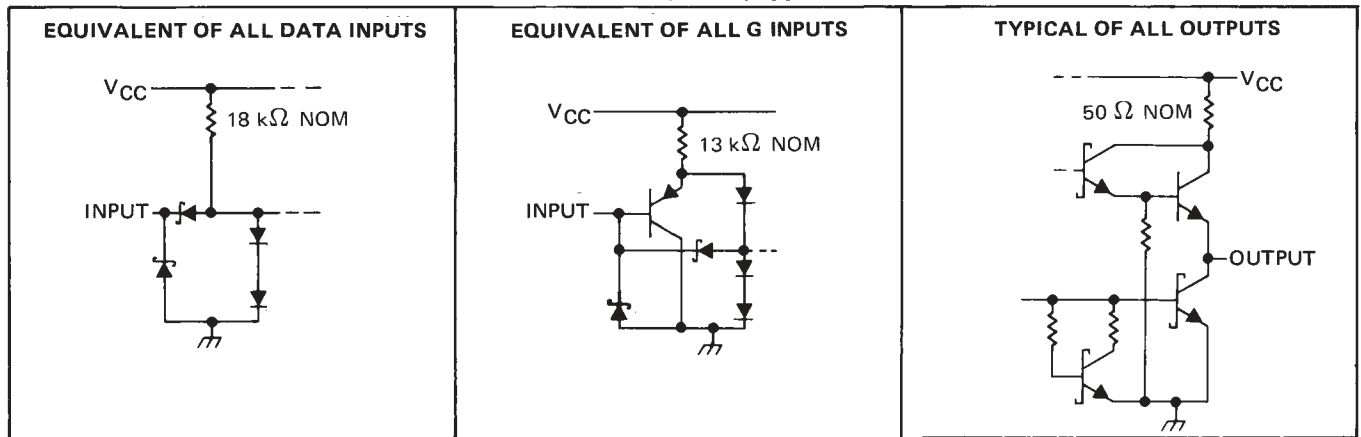 EQUIVALENT OF ALL DATA INPUTS
VCC
18 kΩ NOM
INPUT
EQUIVALENT OF ALL G INPUTS
VCC
13 kΩ NOM
INPUT
TYPICAL OF ALL OUTPUTS
VCC
50 Ω NOM
OUTPUT